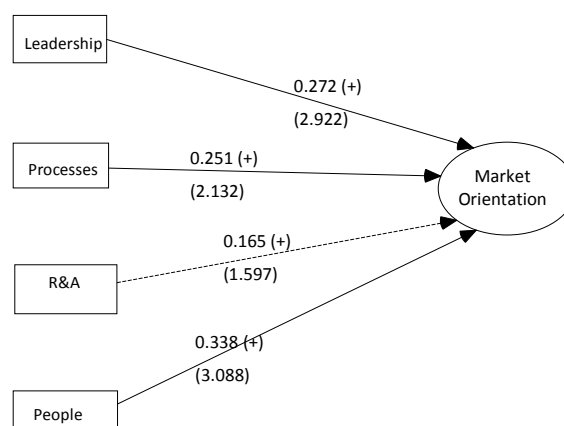 Leadership
0.272 (+)
(2.922)
Processes
0.251 (+)
(2.132)
Market
Orientation
R&A
0.165 (+)
(1.597)
People
0.338 (+)
(3.088)